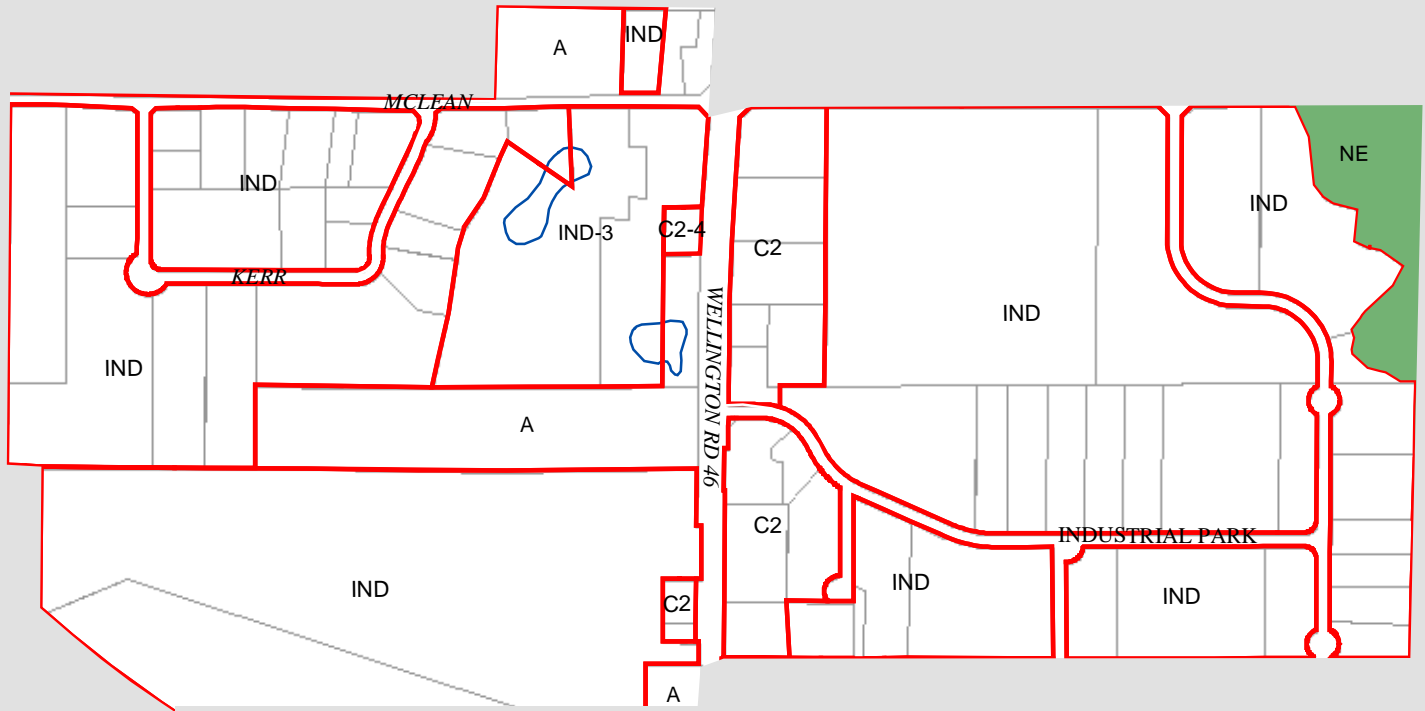 A
IND
MCLEAN
NE
IND
IND
IND-3
C2-4
C2
KERR
IND
IND
WELLINGTON RD 46
A
C2
INDUSTRIAL PARK
IND
IND
C2
IND
A